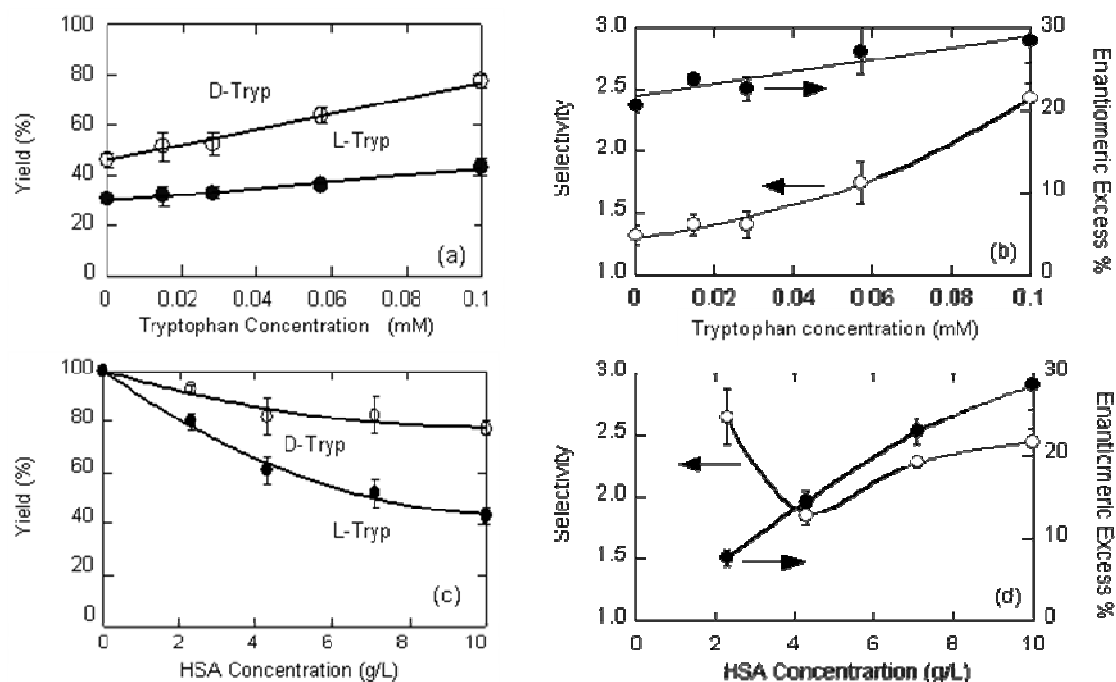 100
80
60
40
20
0
Yield (%)
D-Tryp
L-Tryp
(a)
0 0.02 0.04 0.06 0.08 0.1
Tryptophan Concentration (mM)
3.0
2.5
2.0
1.5
1.0
Selectivity
30
20
10
0
Enantiomeric Excess %
(b)
0 0.02 0.04 0.06 0.08 0.1
Tryptophan concentration (mM)
100
80
60
40
20
0
Yield (%)
D-Tryp
L-Tryp
(c)
0 2 4 6 8 10
HSA Concentration (g/L)
3.0
2.5
2.0
1.5
1.0
Selectivity
30
20
10
0
Enanticmeric Excess %
(d)
0 2 4 6 8 10
HSA Concentrartion (g/L)